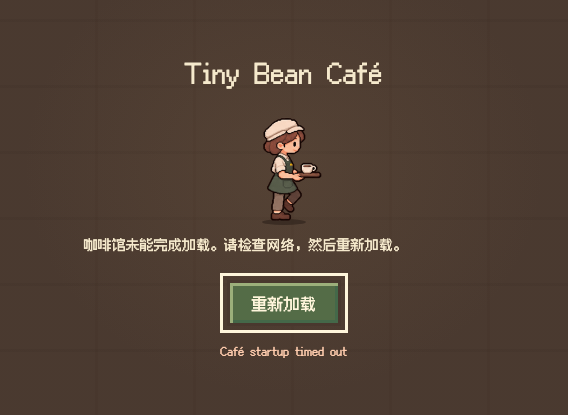 Tiny Bean Café
咖啡馆未能完成加载。请检查网络，然后重新加载。
重新加载
Café startup timed out